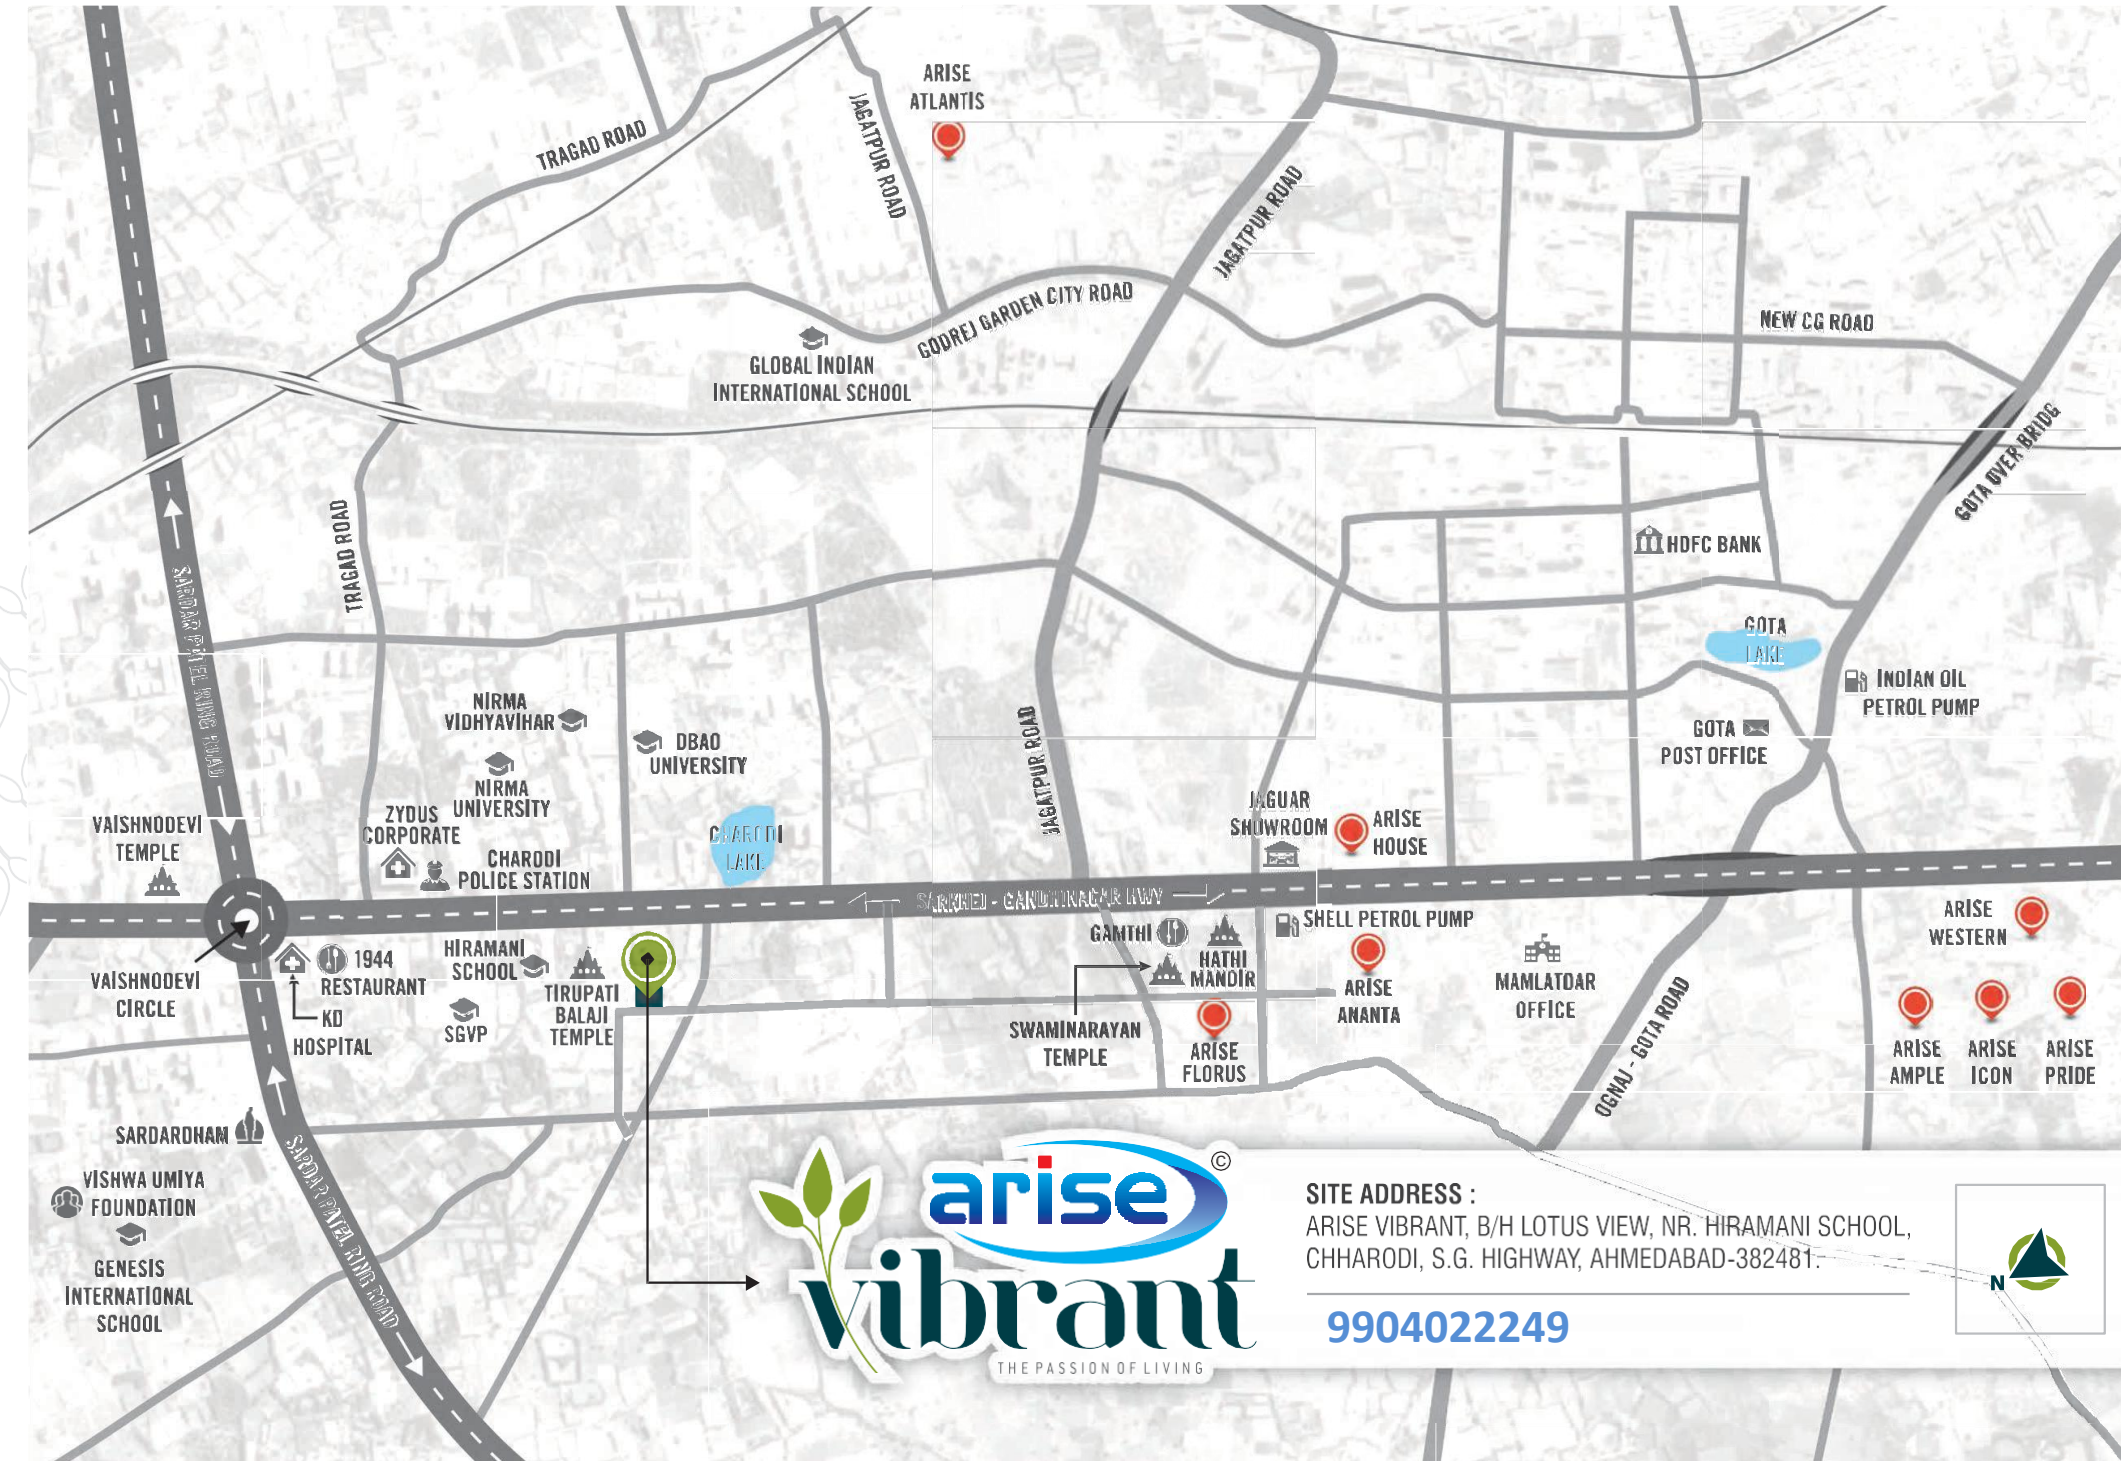 ARISE
ATLANTIS
TRAGAD ROAD
JAGATPUR ROAD
JAGATPUR ROAD
GODREJ GARDEN CITY ROAD
NEW CG ROAD
GLOBAL INDIAN
INTERNATIONAL SCHOOL
GOTA OVER BRIDG
TRAGAD ROAD
HDFC BANK
SARDAR PATEL RING ROAD
GOTA
LAKE
INDIAN OIL
PETROL PUMP
NIRMA
VIDHYAVIHAR
DBAO
UNIVERSITY
GOTA
POST OFFICE
JAGATPUR ROAD
NIRMA
UNIVERSITY
ZYDUS
CORPORATE
VAISHNODEVI
TEMPLE
CHARODI
LAKE
JAGUAR
SHOWROOM
ARISE
HOUSE
CHARODI
POLICE STATION
SARKHEJ - GANDHINAGAR HWY
ARISE
WESTERN
SHELL PETROL PUMP
GAMTHI
HATHI
MANDIR
1944
RESTAURANT
HIRAMANI
SCHOOL
VAISHNODEVI
CIRCLE
TIRUPATI
BALAJI
TEMPLE
ARISE
ANANTA
MAMLATDAR
OFFICE
KD
HOSPITAL
SGVP
SWAMINARAYAN
TEMPLE
ARISE
FLORUS
OGNAJ - GOTA ROAD
ARISE
AMPLE
ARISE
ICON
ARISE
PRIDE
SARDARDHAM
SARDAR PATEL RING ROAD
VISHWA UMIYA
FOUNDATION
GENESIS
INTERNATIONAL
SCHOOL
arise ©
vibrant
THE PASSION OF LIVING
SITE ADDRESS :
ARISE VIBRANT, B/H LOTUS VIEW, NR. HIRAMANI SCHOOL,
CHHARODI, S.G. HIGHWAY, AHMEDABAD-382481.
9904022249
N